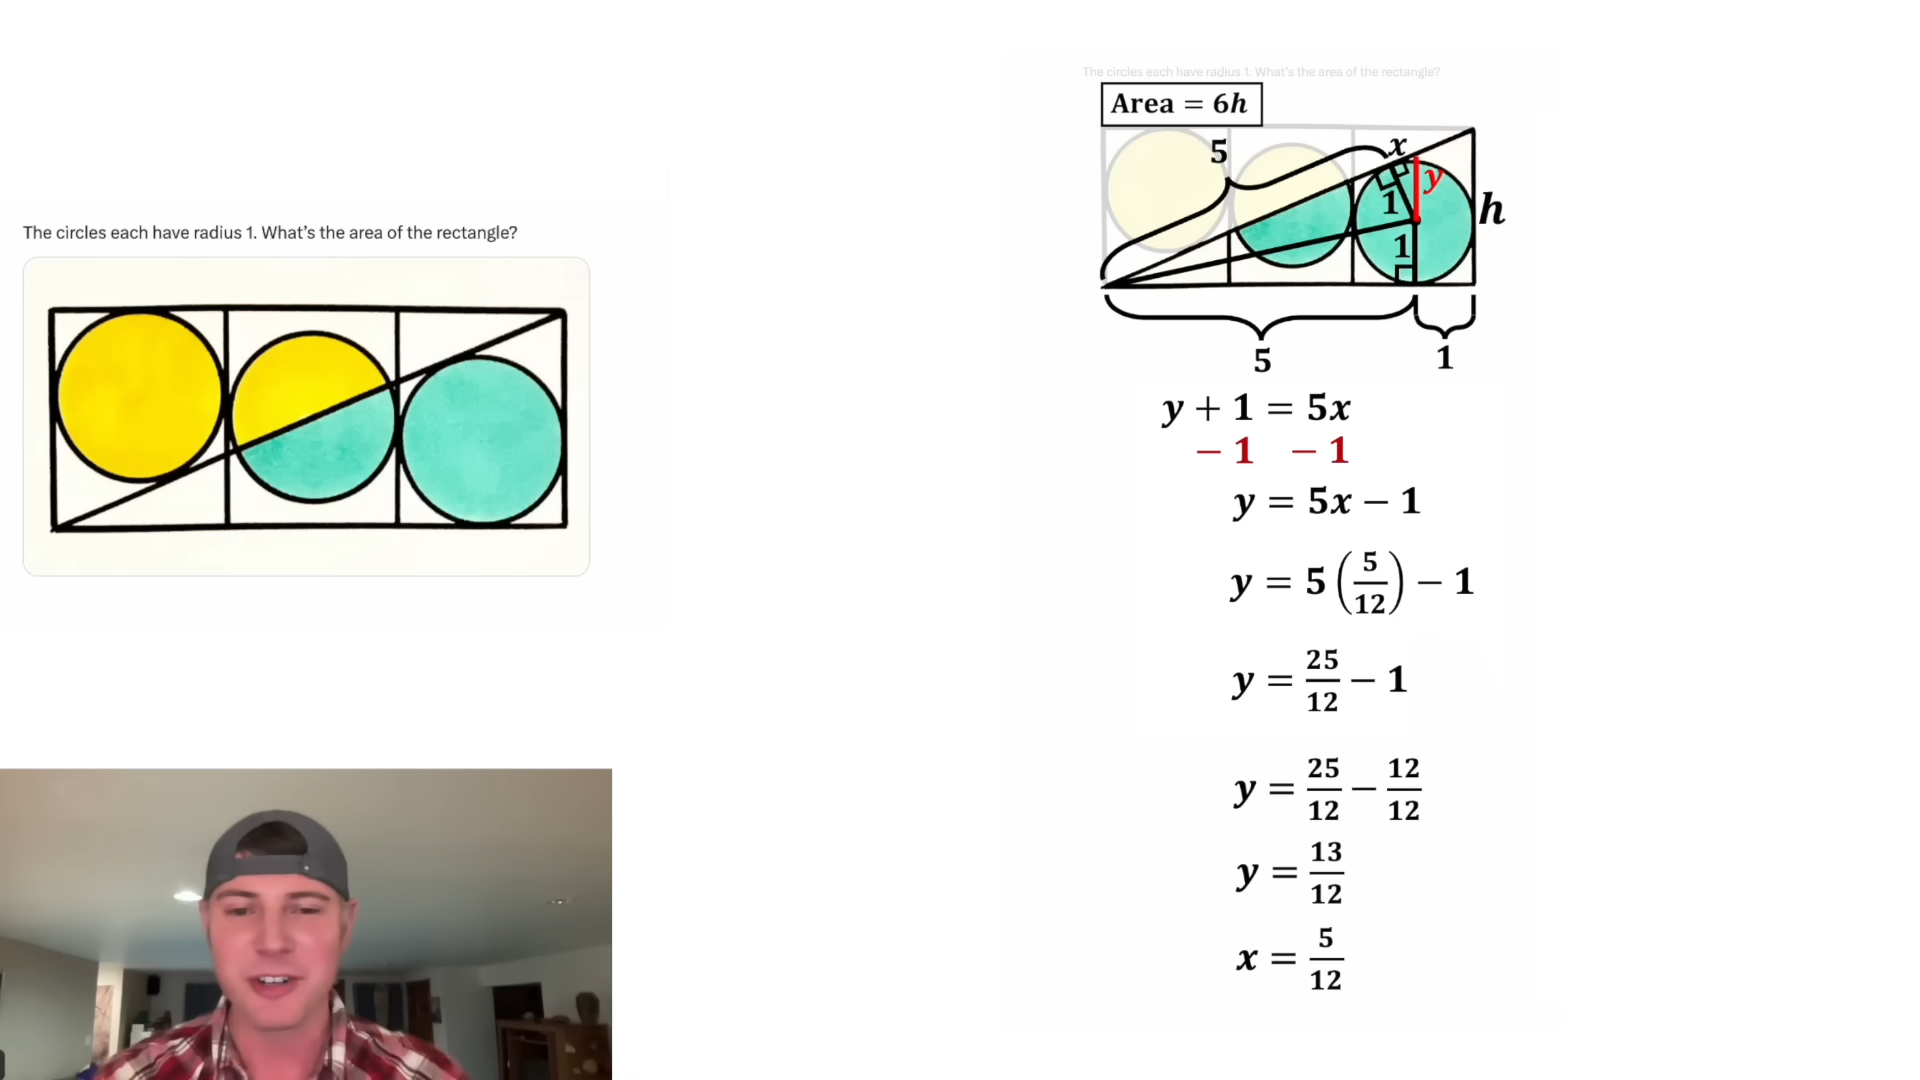 The circles each have radius 1. What's the area of the rectangle?
The circles each have radius 1. What's the area of the rectangle?
Area = 6h
5
x
y
1
h
1
5
1
y + 1 = 5x
− 1 − 1
y = 5x − 1
y = 5(5/12) − 1
y = 25/12 − 1
y = 25/12 − 12/12
y = 13/12
x = 5/12